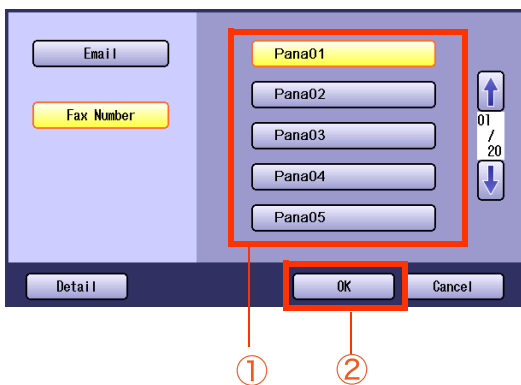 Email
Fax Number
Pana01
Pana02
Pana03
Pana04
Pana05
01
/
20
Detail
OK
Cancel
①
②